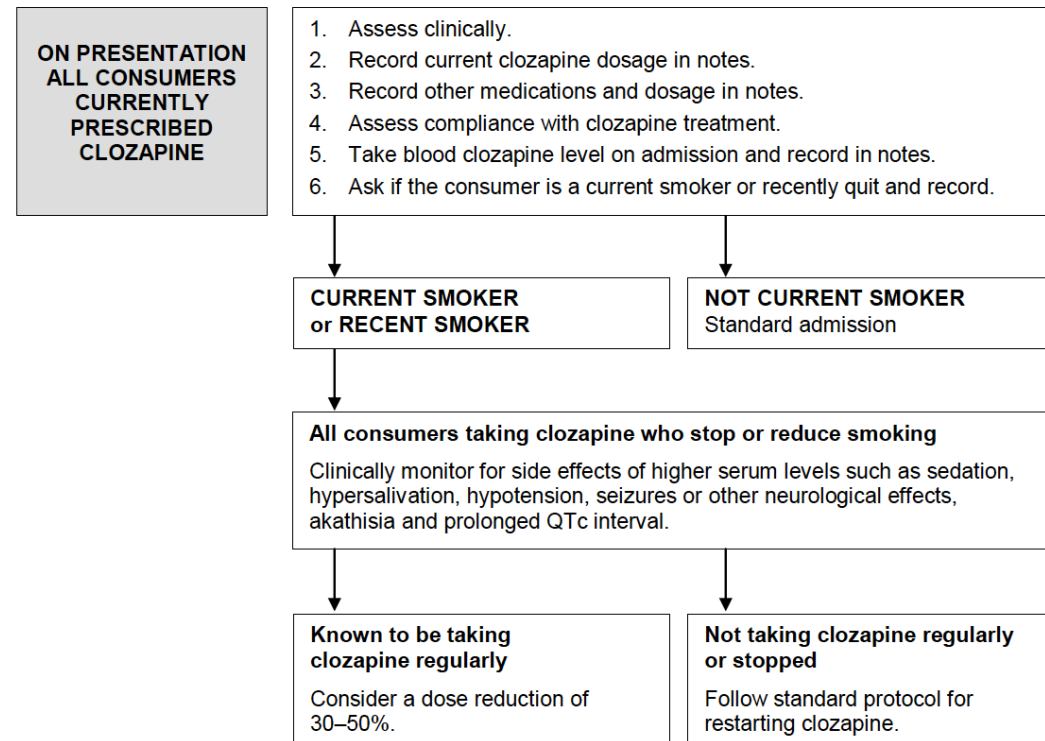 ON PRESENTATION
ALL CONSUMERS
CURRENTLY
PRESCRIBED
CLOZAPINE
1. Assess clinically.
2. Record current clozapine dosage in notes.
3. Record other medications and dosage in notes.
4. Assess compliance with clozapine treatment.
5. Take blood clozapine level on admission and record in notes.
6. Ask if the consumer is a current smoker or recently quit and record.
CURRENT SMOKER
or RECENT SMOKER
NOT CURRENT SMOKER
Standard admission
All consumers taking clozapine who stop or reduce smoking
Clinically monitor for side effects of higher serum levels such as sedation,
hypersalivation, hypotension, seizures or other neurological effects,
akathisia and prolonged QTc interval.
Known to be taking
clozapine regularly
Consider a dose reduction of
30–50%.
Not taking clozapine regularly
or stopped
Follow standard protocol for
restarting clozapine.